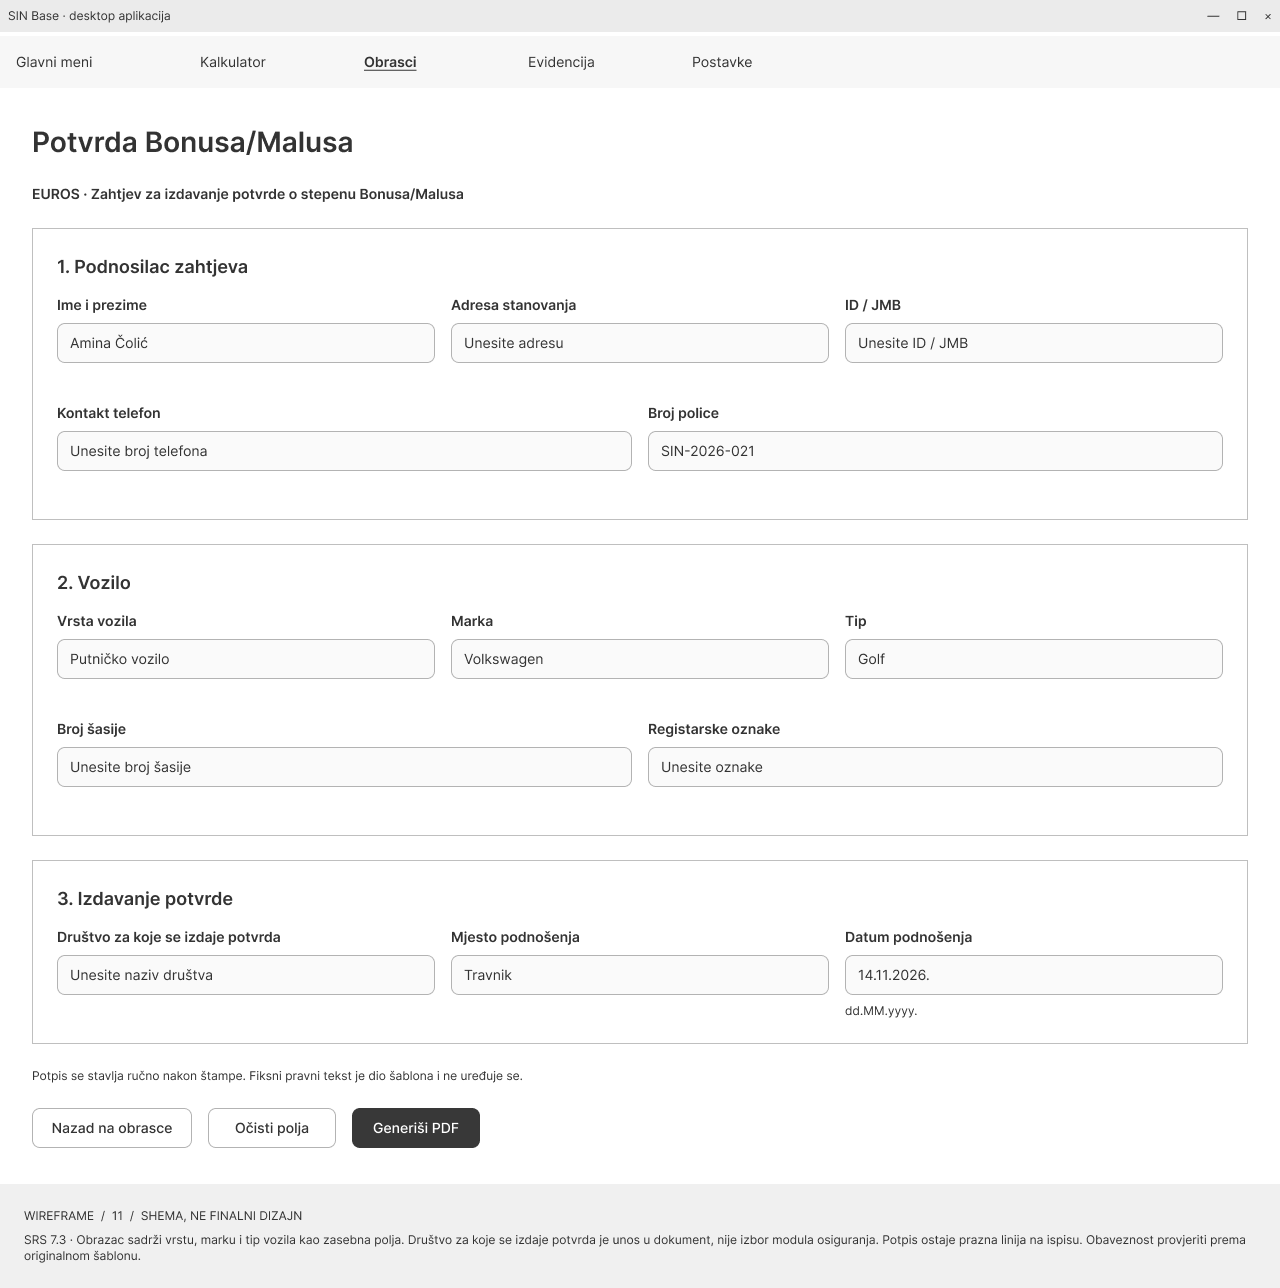 SIN Base · desktop aplikacija
Glavni meni Kalkulator Obrasci Evidencija Postavke
Potvrda Bonusa/Malusa
EUROS · Zahtjev za izdavanje potvrde o stepenu Bonusa/Malusa
1. Podnosilac zahtjeva
Ime i prezime Adresa stanovanja ID / JMB
Amina Čolić Unesite adresu Unesite ID / JMB
Kontakt telefon Broj police
Unesite broj telefona SIN-2026-021
2. Vozilo
Vrsta vozila Marka Tip
Putničko vozilo Volkswagen Golf
Broj šasije Registarske oznake
Unesite broj šasije Unesite oznake
3. Izdavanje potvrde
Društvo za koje se izdaje potvrda Mjesto podnošenja Datum podnošenja
Unesite naziv društva Travnik 14.11.2026.
dd.MM.yyyy.
Potpis se stavlja ručno nakon štampe. Fiksni pravni tekst je dio šablona i ne uređuje se.
Nazad na obrasce Očisti polja Generiši PDF
WIREFRAME / 11 / SHEMA, NE FINALNI DIZAJN
SRS 7.3 · Obrazac sadrži vrstu, marku i tip vozila kao zasebna polja. Društvo za koje se izdaje potvrda je unos u dokument, nije izbor modula osiguranja. Potpis ostaje prazna linija na ispisu. Obaveznost provjeriti prema
originalnom šablonu.